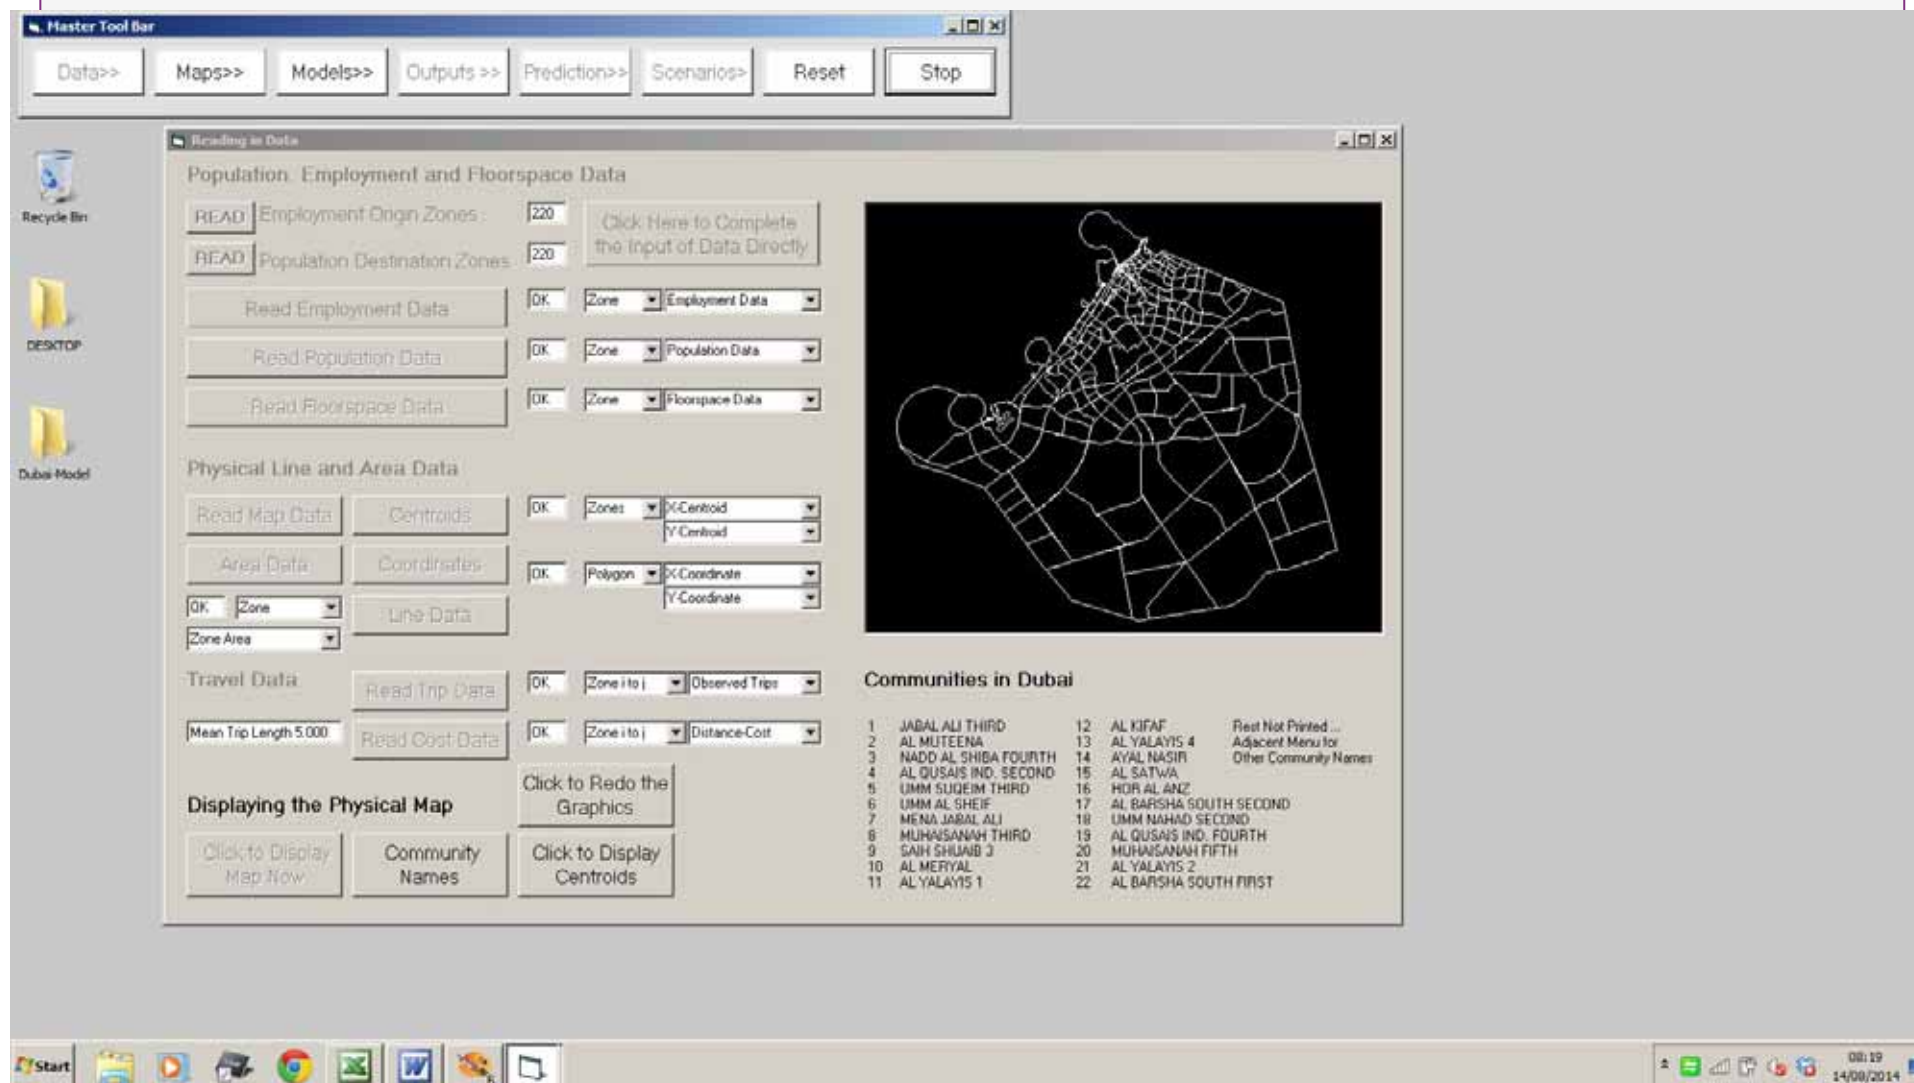 Master Tool Bar
Data>> Maps>> Models>> Outputs >> Prediction>> Scenarios> Reset Stop
Recycle Bin
DESKTOP
Dubai-Model
Reading in Data
Population, Employment and Floorspace Data
READ Employment Origin Zones : 220
READ Population Destination Zones 220
Click Here to Complete
the Input of Data Directly
Read Employment Data OK Zone Employment Data
Read Population Data OK Zone Population Data
Read Floorspace Data OK Zone Floorspace Data
Physical Line and Area Data
Read Map Data Centroids OK Zones X-Centroid
Y-Centroid
Area Data Coordinates OK Polygon X-Coordinate
Y-Coordinate
OK Zone Line Data
Zone Area
Travel Data Read Trip Data OK Zone i to j Observed Trips
Mean Trip Length 5.000 Read Cost Data OK Zone i to j Distance-Cost
Displaying the Physical Map
Click to Redo the
Graphics
Click to Display
Map Now
Community
Names
Click to Display
Centroids
Communities in Dubai
1 JABAL ALI THIRD
2 AL MUTEENA
3 NADD AL SHIBA FOURTH
4 AL QUSAIS IND. SECOND
5 UMM SUQEIM THIRD
6 UMM AL SHEIF
7 MENA JABAL ALI
8 MUHAISANAH THIRD
9 SAIH SHUAIB 3
10 AL MERYAL
11 AL YALAYIS 1
12 AL KIFAF
13 AL YALAYIS 4
14 AYAL NASIR
15 AL SATWA
16 HOR AL ANZ
17 AL BARSHA SOUTH SECOND
18 UMM NAHAD SECOND
19 AL QUSAIS IND. FOURTH
20 MUHAISANAH FIFTH
21 AL YALAYIS 2
22 AL BARSHA SOUTH FIRST
Rest Not Printed ...
Adjacent Menu for
Other Community Names
Start
08:19
14/08/2014